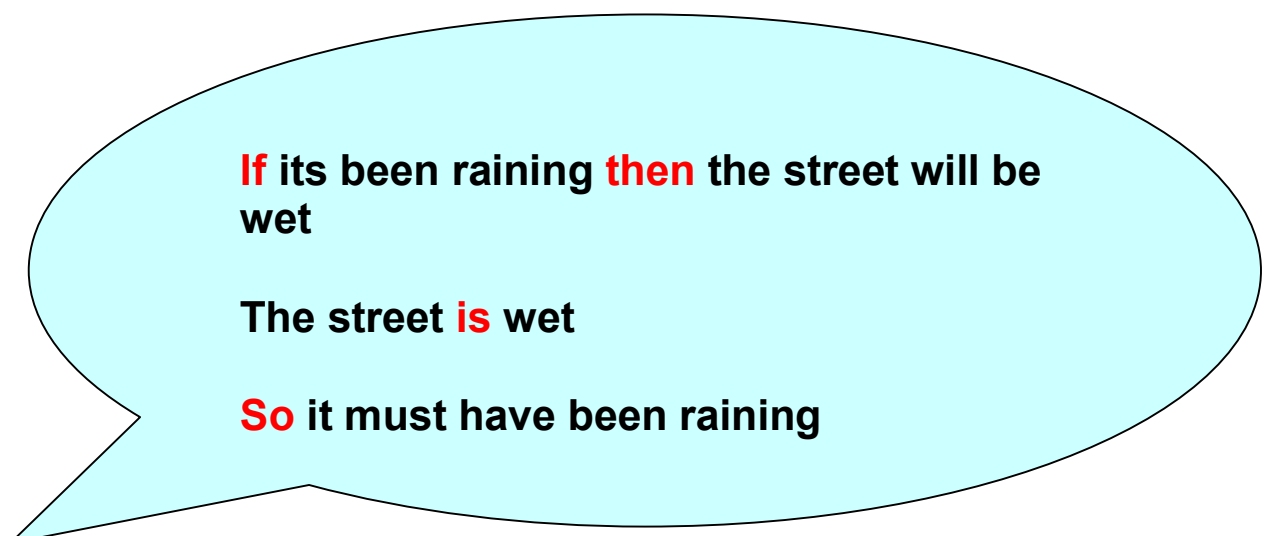 If its been raining then the street will be
wet
The street is wet
So it must have been raining